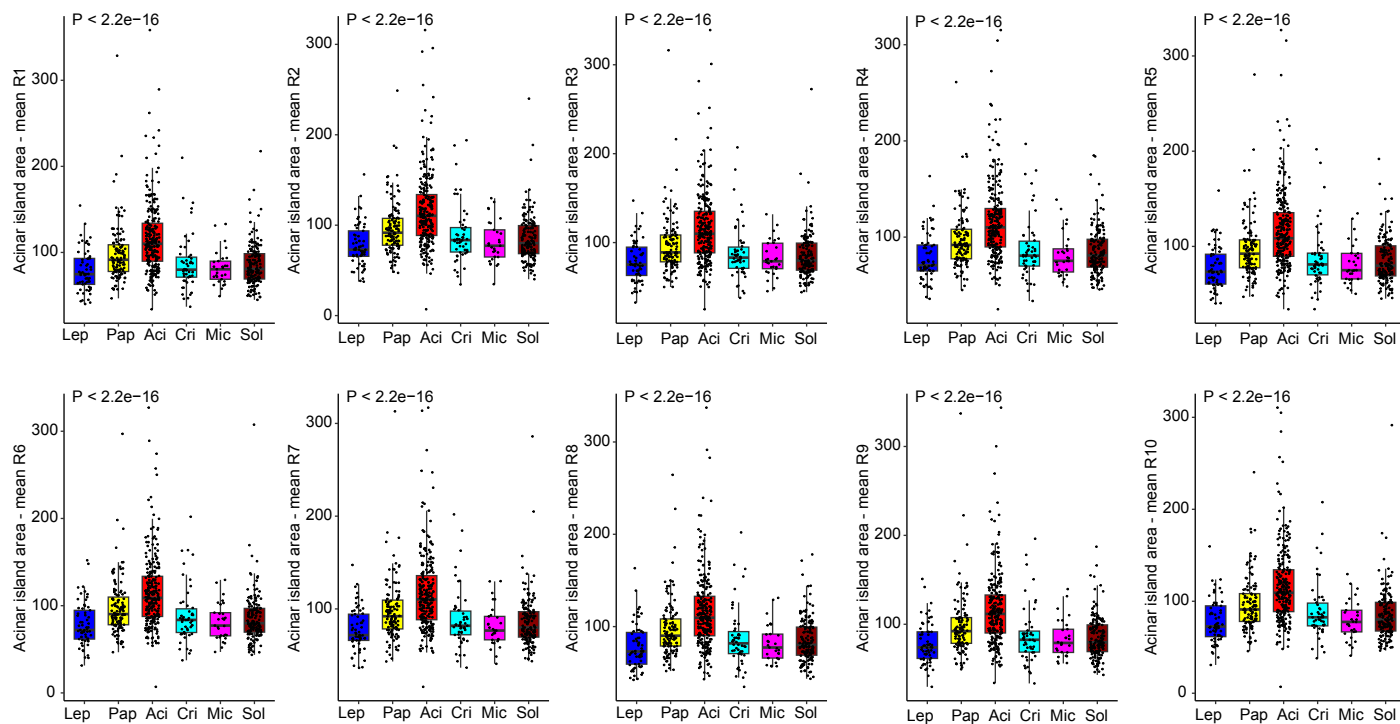 P < 2.2e−16
Acinar island area - mean R1
300
200
100
Lep Pap Aci Cri Mic Sol
P < 2.2e−16
Acinar island area - mean R2
300
200
100
0
Lep Pap Aci Cri Mic Sol
P < 2.2e−16
Acinar island area - mean R3
300
200
100
Lep Pap Aci Cri Mic Sol
P < 2.2e−16
Acinar island area - mean R4
300
200
100
Lep Pap Aci Cri Mic Sol
P < 2.2e−16
Acinar island area - mean R5
300
200
100
Lep Pap Aci Cri Mic Sol
P < 2.2e−16
Acinar island area - mean R6
300
200
100
0
Lep Pap Aci Cri Mic Sol
P < 2.2e−16
Acinar island area - mean R7
300
200
100
Lep Pap Aci Cri Mic Sol
P < 2.2e−16
Acinar island area - mean R8
300
200
100
Lep Pap Aci Cri Mic Sol
P < 2.2e−16
Acinar island area - mean R9
300
200
100
Lep Pap Aci Cri Mic Sol
P < 2.2e−16
Acinar island area - mean R10
300
200
100
0
Lep Pap Aci Cri Mic Sol